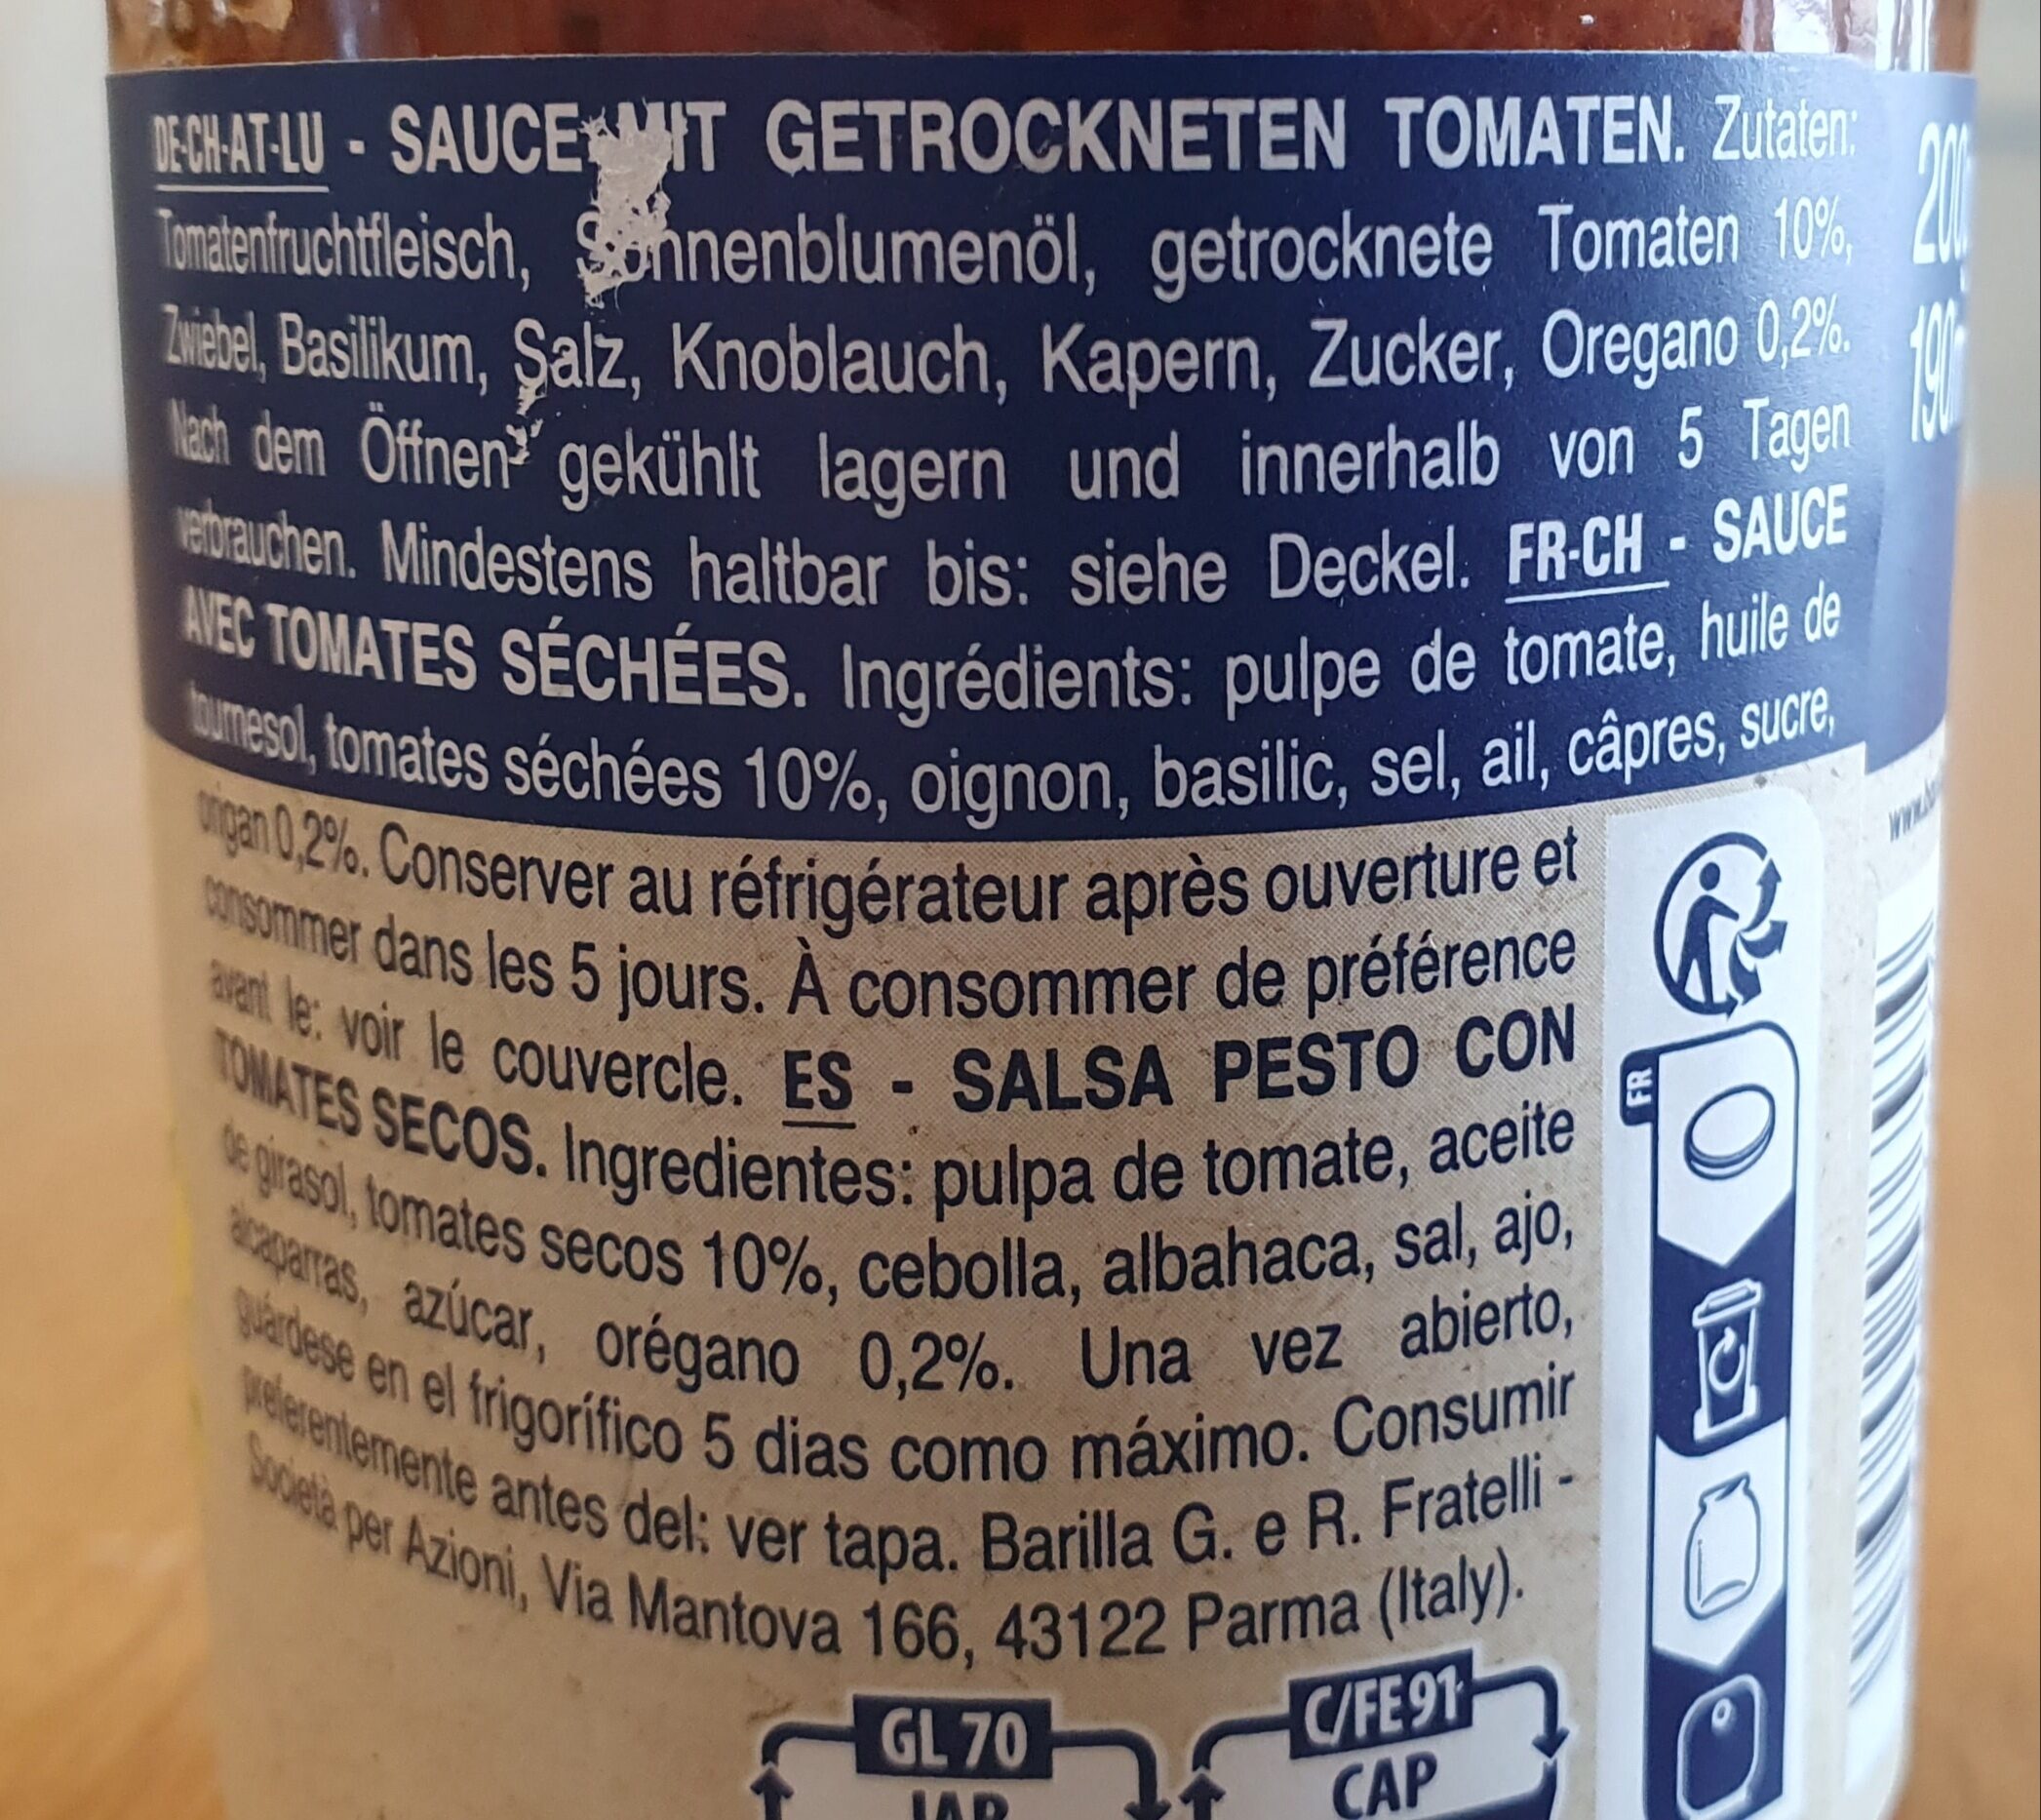 DE-CH-AT-LU - SAUCE MIT GETROCKNETEN TOMATEN. Zutaten:
Tomatenfruchtfleisch, Sonnenblumenöl, getrocknete Tomaten 10%,
Zwiebel, Basilikum, Salz, Knoblauch, Kapern, Zucker, Oregano 0,2%.
Nach dem Öffnen gekühlt lagern und innerhalb von 5 Tagen
verbrauchen. Mindestens haltbar bis: siehe Deckel. FR-CH - SAUCE
AVEC TOMATES SÉCHÉES. Ingrédients: pulpe de tomate, huile de
tournesol, tomates séchées 10%, oignon, basilic, sel, ail, câpres, sucre,
origan 0,2%. Conserver au réfrigérateur après ouverture et
consommer dans les 5 jours. À consommer de préférence
avant le: voir le couvercle. ES - SALSA PESTO CON
TOMATES SECOS. Ingredientes: pulpa de tomate, aceite
de girasol, tomates secos 10%, cebolla, albahaca, sal, ajo,
alcaparras, azúcar, orégano 0,2%. Una vez abierto,
guárdese en el frigorífico 5 dias como máximo. Consumir
preferentemente antes del: ver tapa. Barilla G. e R. Fratelli -
Società per Azioni, Via Mantova 166, 43122 Parma (Italy).
GL 70
JAR
C/FE91
CAP
FR
200
190